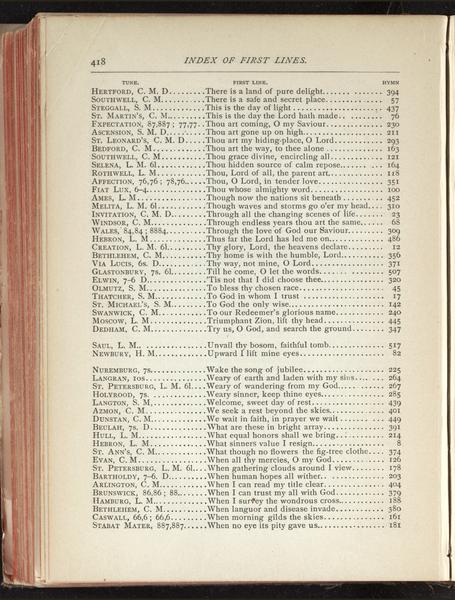 418 INDEX OF FIRST LINES.
TUNE. FIRST LINE. HYMN
HERTFORD, C. M. D.........There is a land of pure delight............... 394
SOUTHWELL, C. M..........There is a safe and secret place............... 57
STEGGALL, S. M............This is the day of light....................... 437
ST. MARTIN'S, C. M.........This is the day the Lord hath made.. ......... 76
EXPECTATION, 87,887; 77,77..Thou art coming, O my Saviour............... 230
ASCENSION, S. M. D.........Thou art gone up on high..................... 211
ST. LEONARD'S, C. M. D.....Thou art my hiding-place, O Lord............ 293
BEDFORD, C. M.............Thou art the way, to thee alone .............. 163
SOUTHWELL, C. M...........Thou grace divine, encircling all............. 121
SELENA, L. M. 6l............Thou hidden source of calm repose........... 164
ROTHWELL, L. M............Thou, Lord of all, the parent art.............. 118
AFFECTION, 76,76; 78,76......Thou, O Lord, in tender love................. 351
FIAT LUX, 6-4...............Thou whose almighty word................... 100
AMES, L. M.................Though now the nations sit beneath.......... 452
MELITA, L. M. 6l............Though waves and storms go o'er my head.... 310
INVITATION, C. M. D........Through all the changing scenes of life........ 23
WINDSOR, C. M.............Through endless years thou art the same...... 68
WALES, 84,84; 8884..........Through the love of God our Saviour......... 309
HEBRON, L. M..............Thus far the Lord has led me on.............. 486
CREATION, L. M. 6l..........Thy glory, Lord, the heavens declare.......... 12
BETHLEHEM, C. M..........Thy home is with the humble, Lord........... 356
VIA LUCIS, 6s. D............Thy way, not mine, O Lord................... 371
GLASTONBURY, 7s. 6l........Till he come, O let the words....... .......... 507
ELWIN, 7-6 D...............'Tis not that I did choose thee................ 320
OLMUTZ, S. M..............To bless thy chosen race..................... 45
THATCHER, S. M...........To God in whom I trust ..................... 17
ST. MICHAEL'S, S. M........To God the only wise........................ 142
SWANWICK, C. M..........To our Redeemer's glorious name............. 240
MOSCOW, L. M.............Triumphant Zion, lift thy head............... 445
DEDHAM, C. M.............Try us, O God, and search the ground......... 347
SAUL, L. M.................Unvail thy bosom, faithful tomb.............. 517
NEWBURY, H. M............Upward I lift mine eyes ..................... 82
NUREMBURG, 7s.............Wake the song of jubilee..................... 225
LANGRAN, 10s...............Weary of earth and laden with my sins........ 264
ST. PETERSBURG, L. M. 6l....Weary of wandering from my God........... 267
HOLYROOD, 7s. .............Weary sinner, keep thine eyes................. 285
LANGTON, S. M.............Welcome, sweet day of rest................... 439
AZMON, C. M...............We seek a rest beyond the skies............... 401
DUNSTAN, C. M............We wait in faith, in prayer we wait ........... 449
BEULAH, 7s. D..............What are these in bright array................ 391
HULL, L. M.................What equal honors shall we bring............. 214
HEBRON, L. M..............What sinners value I resign................... 8
ST. ANN'S, C. M.............What though no flowers the fig-tree clothe.... 374
EVAN, C. M.................When all thy mercies, O my God............. 126
ST. PETERSBURG, L. M. 6l....When gathering clouds around I view........ 178
BARTHOLDY, 7-6. D.........When human hopes all wither................ 203
ARLINGTON, C. M..........When I can read my title clear............... 404
BRUNSWICK, 86,86; 88.......When I can trust my all with God............ 379
HAMBURG, L. M............When I survey the wondrous cross............ 188
BETHLEHEM, C. M..........When languor and disease invade............. 380
CASWALL, 66,6; 66,6.........When morning gilds the skies................. 161
STABAT MATER, 887,887......When no eye its pity gave us.................. 181